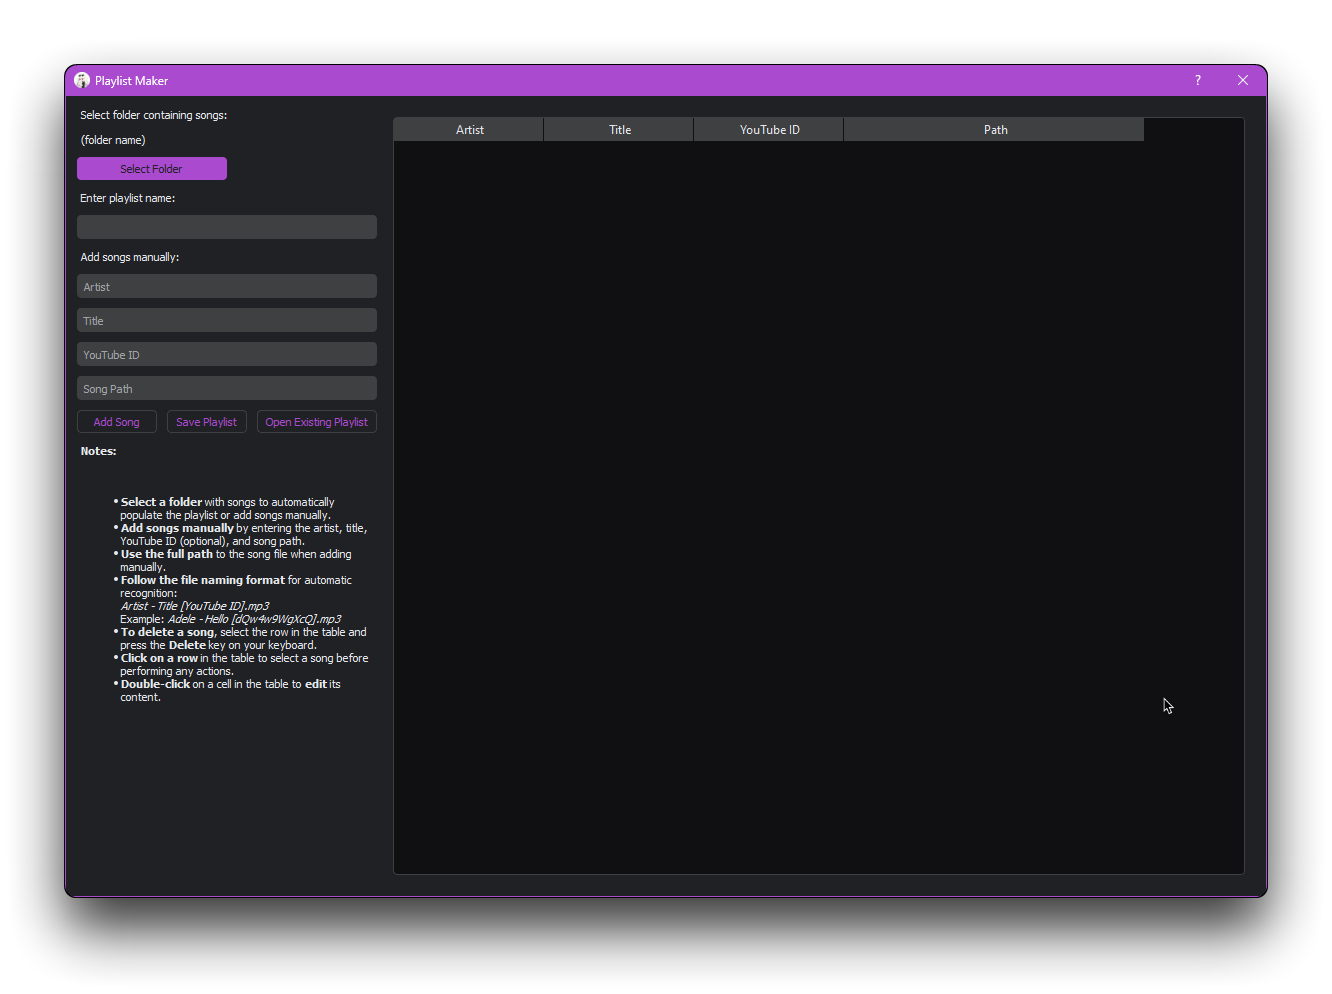 Playlist Maker
?
Select folder containing songs:
(folder name)
Select Folder
Enter playlist name:
Add songs manually:
Artist
Title
YouTube ID
Song Path
Add Song
Save Playlist
Open Existing Playlist
Notes:
• Select a folder with songs to automatically
populate the playlist or add songs manually.
• Add songs manually by entering the artist, title,
YouTube ID (optional), and song path.
• Use the full path to the song file when adding
manually.
• Follow the file naming format for automatic
recognition:
Artist - Title [YouTube ID].mp3
Example: Adele - Hello [dQw4w9WgXcQ].mp3
• To delete a song, select the row in the table and
press the Delete key on your keyboard.
• Click on a row in the table to select a song before
performing any actions.
• Double-click on a cell in the table to edit its
content.
Artist Title YouTube ID Path